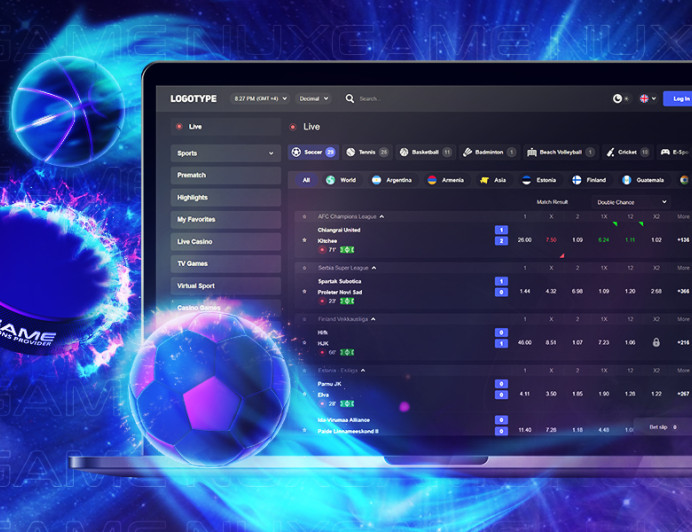 GAME NUXGAME NUX
LOGOTYPE 8:27 PM (GMT +4) Decimal Search... Log In
Live
Sports
Prematch
Highlights
My Favorites
Live Casino
TV Games
Virtual Sport
Casino Games
Live
Soccer 29 Tennis 26 Basketball 11 Badminton 1 Beach Volleyball 1 Cricket 10 E-Spo
All World Argentina Armenia Asia Estonia Finland Guatemala
Match Result Double Chance
AFC Champions League 1 X 2 1X 12 X2 More
Chiangrai United 1
Kitchee 2 26.00 7.50 1.09 6.24 1.11 1.02 +126
71'
Serbia Super League 1 X 2 1X 12 X2 More
Spartak Subotica 1
Proleter Novi Sad 0 1.44 4.32 6.98 1.09 1.20 2.68 +366
23'
Finland Veikkausliiga 1 X 2 1X 12 X2 More
Hifk 0
HJK 1 46.00 8.51 1.07 7.23 1.06 +216
56'
Estonia - Esiliiga 1 X 2 1X 12 X2 More
Parnu JK 0
Elva 0 4.11 3.50 1.85 1.90 1.28 1.22 +267
28'
Ida-Virumaa Alliance 0
Paide Linnameeskond II 0 11.40 7.28 1.18 4.43
Bet slip 0
GAME
ONS PROVIDER
GAME
GAME NUX